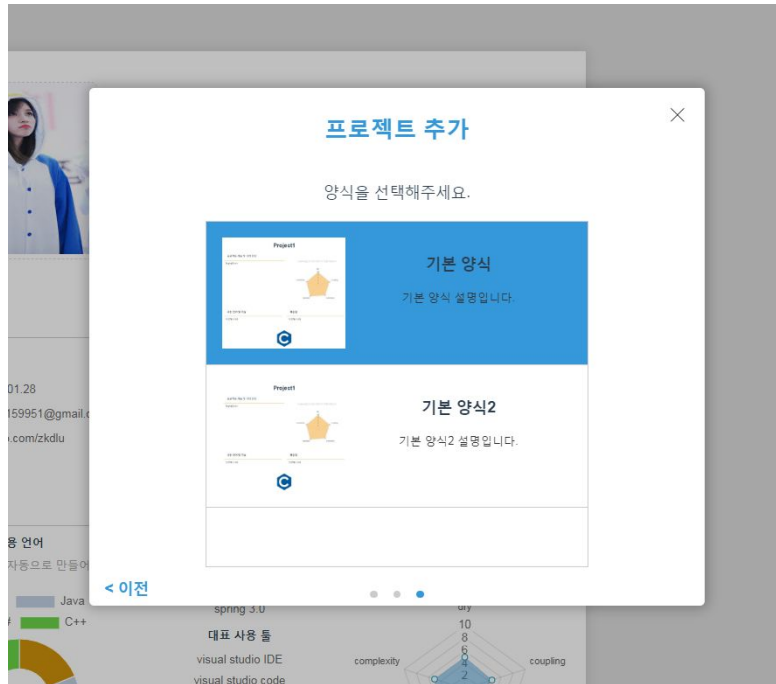 프로젝트 추가
양식을 선택해주세요.
Project1
기본 양식
기본 양식 설명입니다.
Project1
기본 양식2
기본 양식2 설명입니다.
< 이전
01.28
159951@gmail.c
.com/zkdlu
용 언어
자동으로 만들어
Java
C++
spring 3.0
대표 사용 툴
visual studio IDE
visual studio code
dry
10
8
6
4
2
complexity
coupling